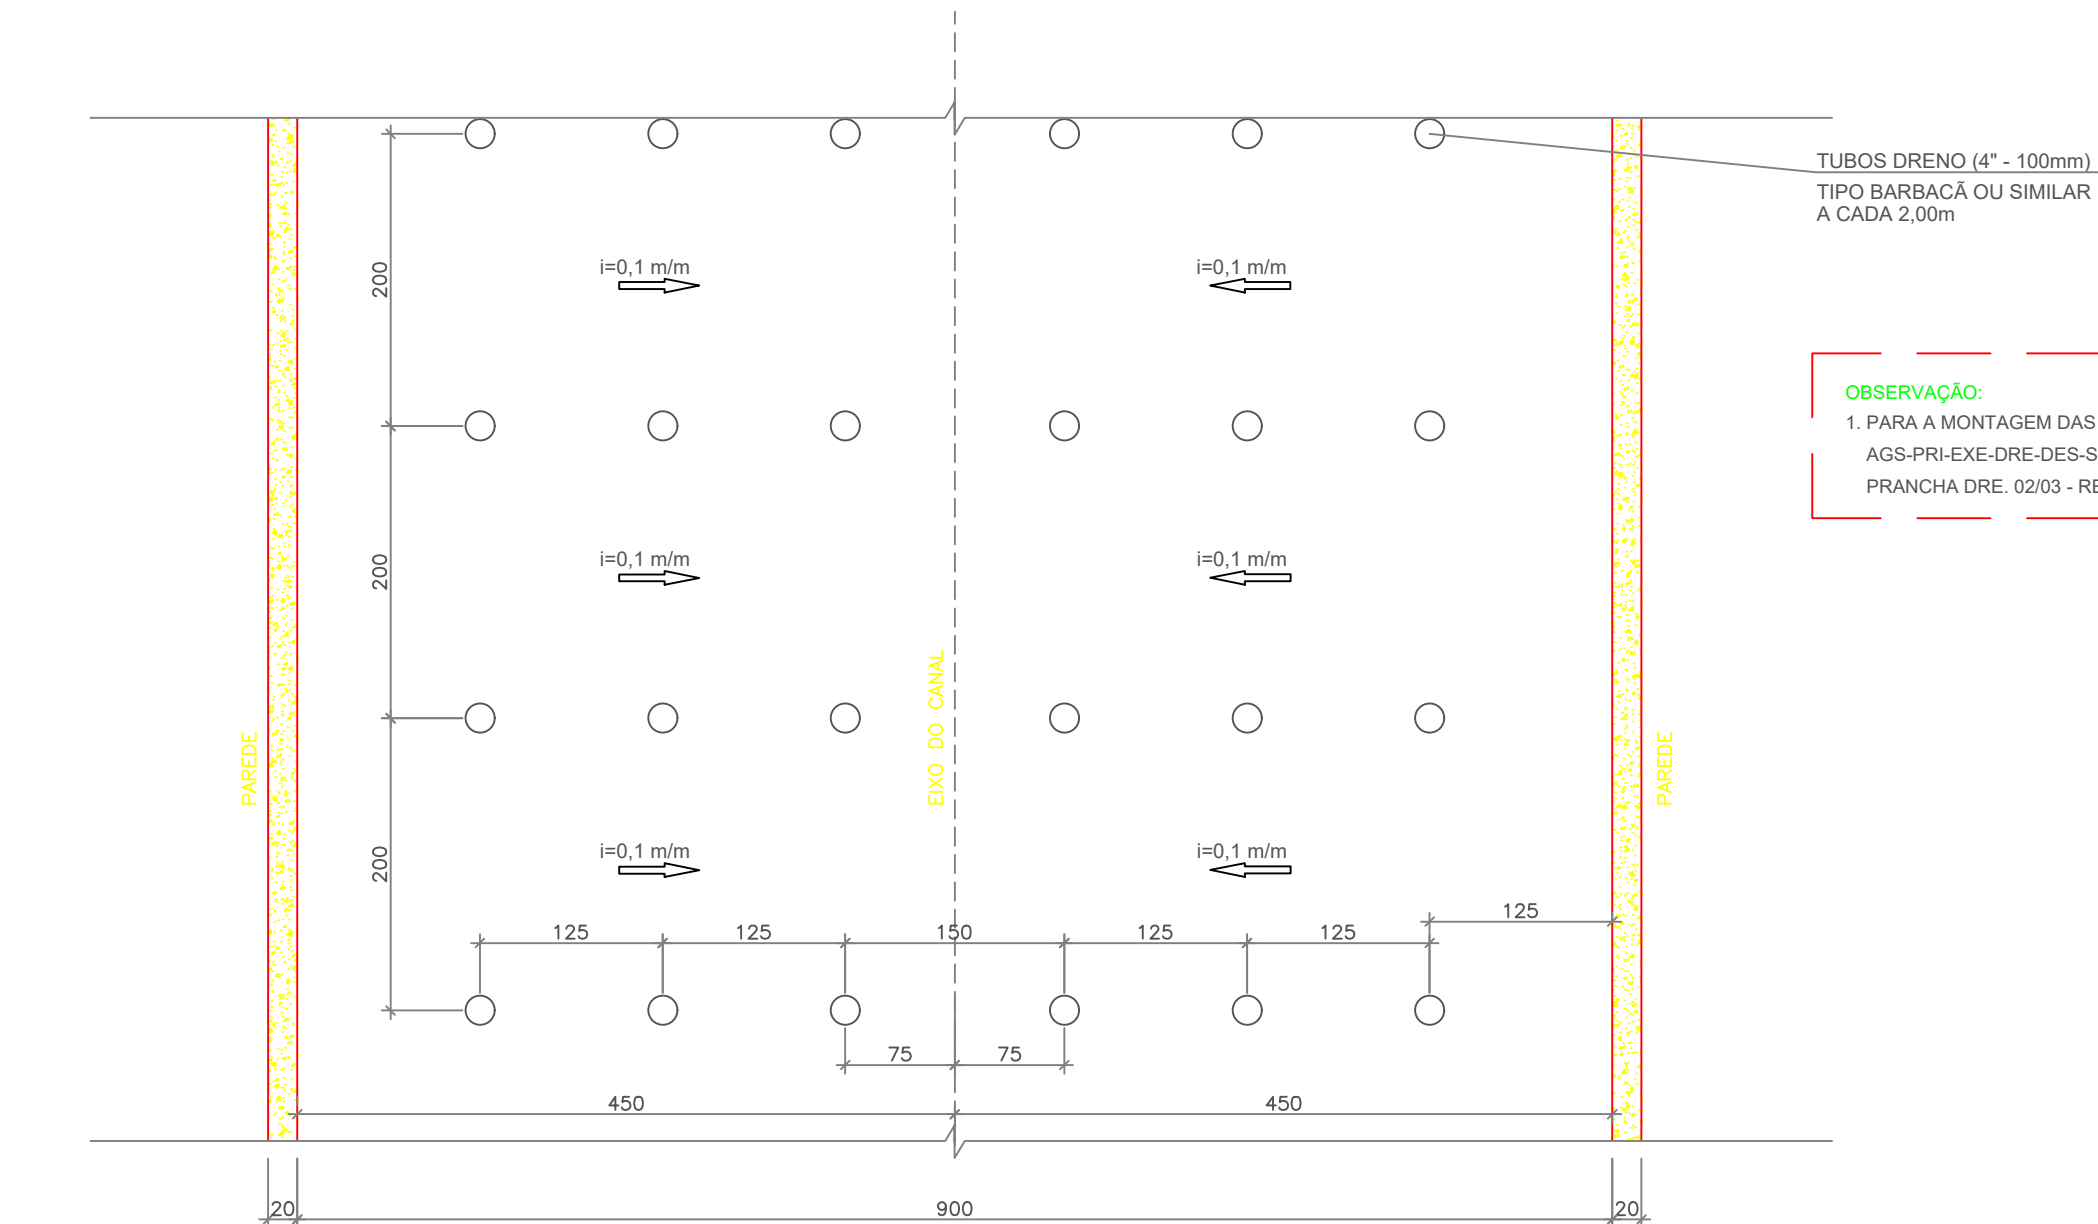 TUBOS DRENO (4" - 100mm)
TIPO BARBACÃ OU SIMILAR
A CADA 2,00m
i=0,1 m/m
i=0,1 m/m
200
OBSERVAÇÃO:
1. PARA A MONTAGEM DAS
AGS-PRI-EXE-DRE-DES-S
PRANCHA DRE. 02/03 - RE
i=0,1 m/m
i=0,1 m/m
200
EIXO DO CANAL
PAREDE
PAREDE
i=0,1 m/m
i=0,1 m/m
200
125
125
125
150
125
125
75
75
450
450
20
900
20